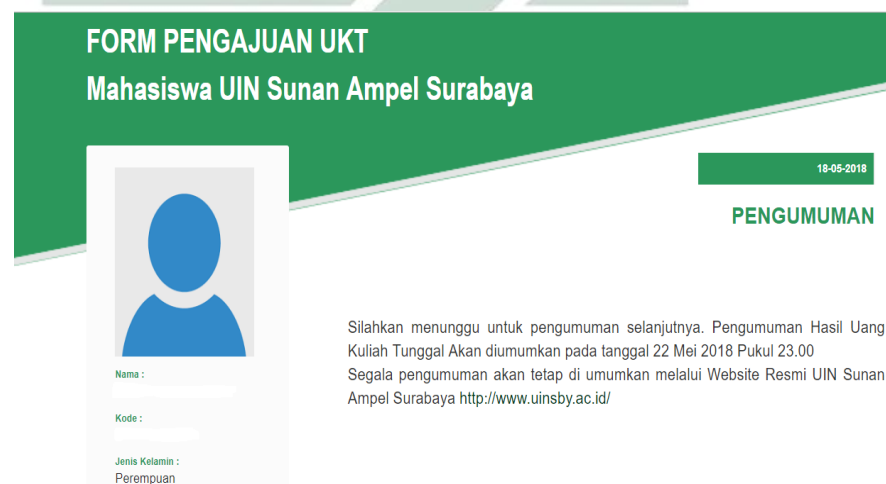 FORM PENGAJUAN UKT
Mahasiswa UIN Sunan Ampel Surabaya
18-05-2018
PENGUMUMAN
Silahkan menunggu untuk pengumuman selanjutnya. Pengumuman Hasil Uang
Kuliah Tunggal Akan diumumkan pada tanggal 22 Mei 2018 Pukul 23.00
Segala pengumuman akan tetap di umumkan melalui Website Resmi UIN Sunan
Ampel Surabaya http://www.uinsby.ac.id/
Nama :
Kode :
Jenis Kelamin :
Perempuan